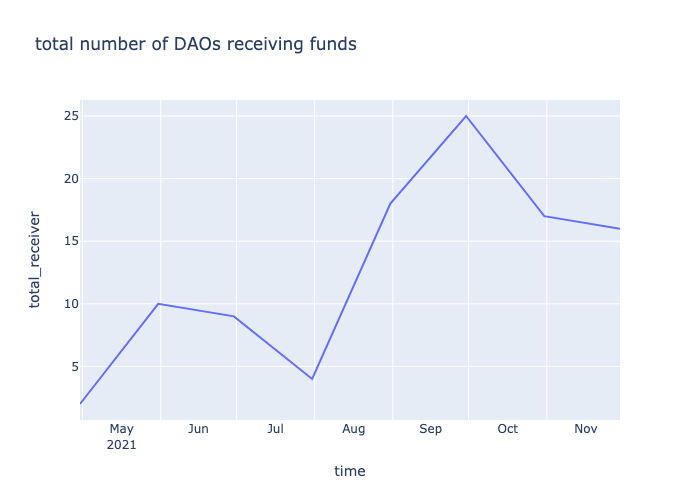 total number of DAOs receiving funds
25
20
15
10
5
total_receiver
May Jun Jul Aug Sep Oct Nov
2021
time